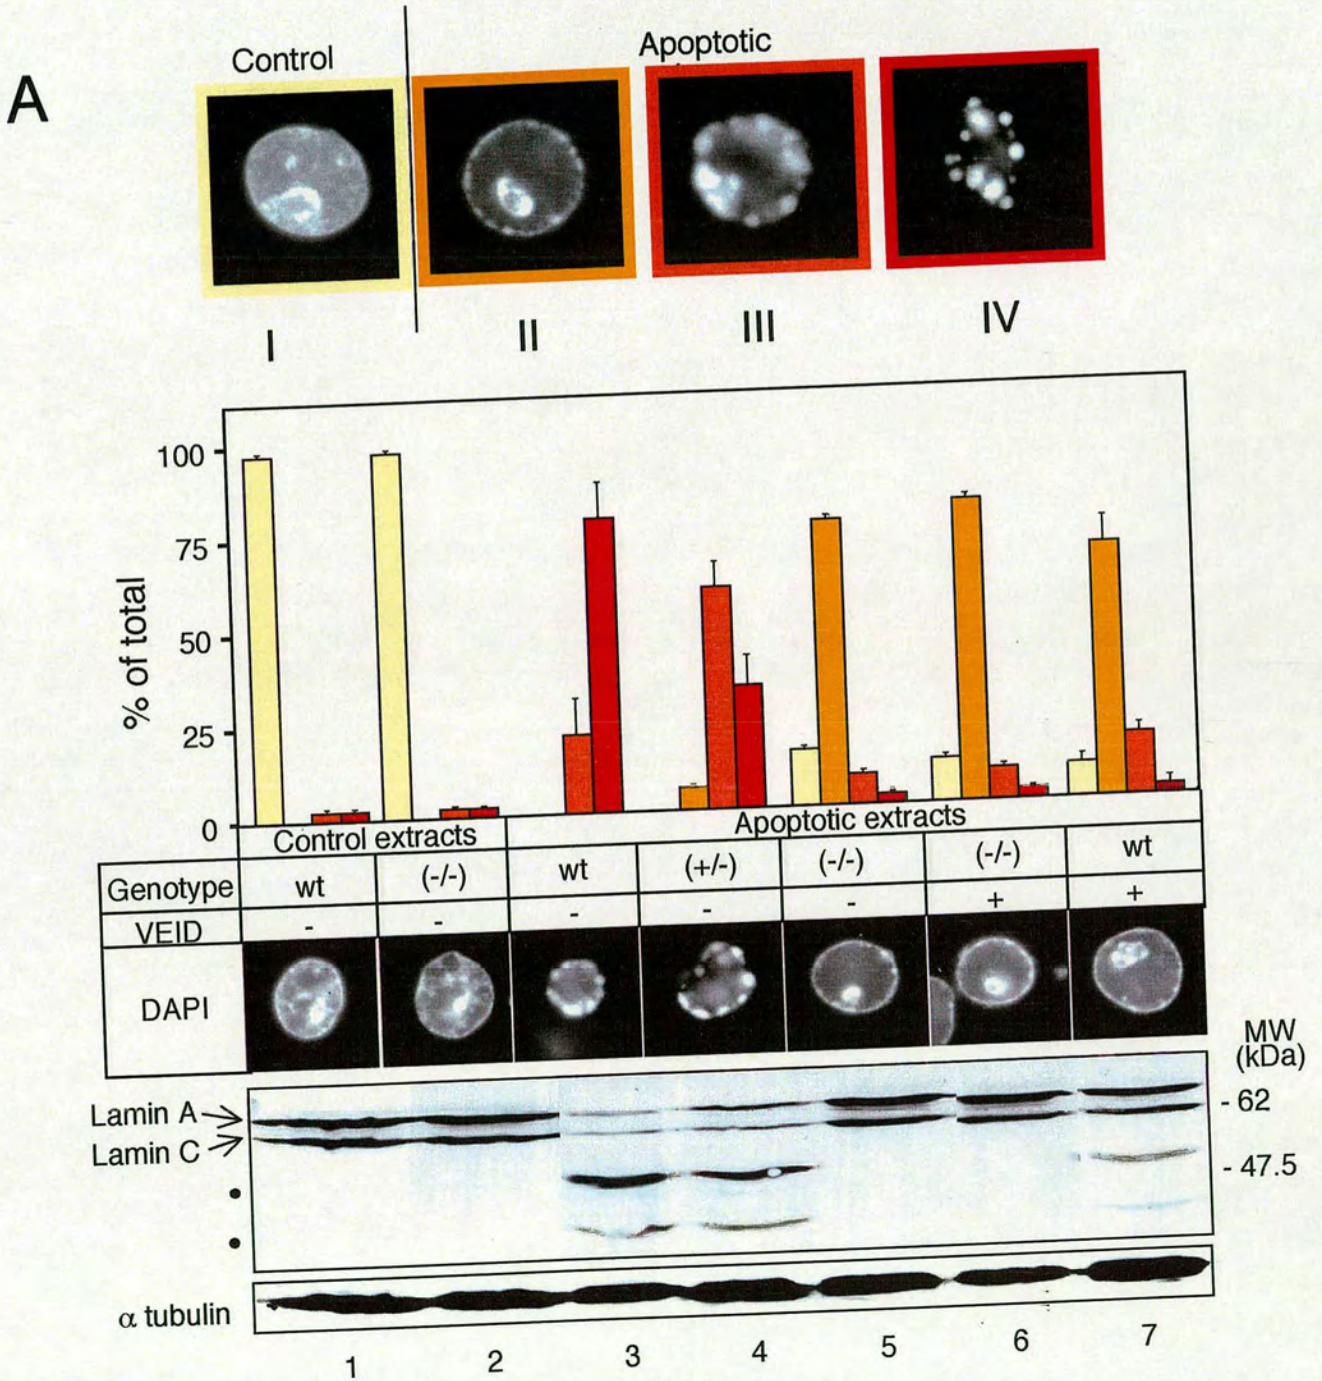 A
Control
Apoptotic
I
II
III
IV
% of total
100
75
50
25
0
Control extracts
Apoptotic extracts
Genotype
wt
(-/-)
wt
(+/-)
(-/-)
(-/-)
wt
VEID
-
-
-
-
-
+
+
DAPI
MW
(kDa)
Lamin A
Lamin C
•
•
- 62
- 47.5
α tubulin
1
2
3
4
5
6
7